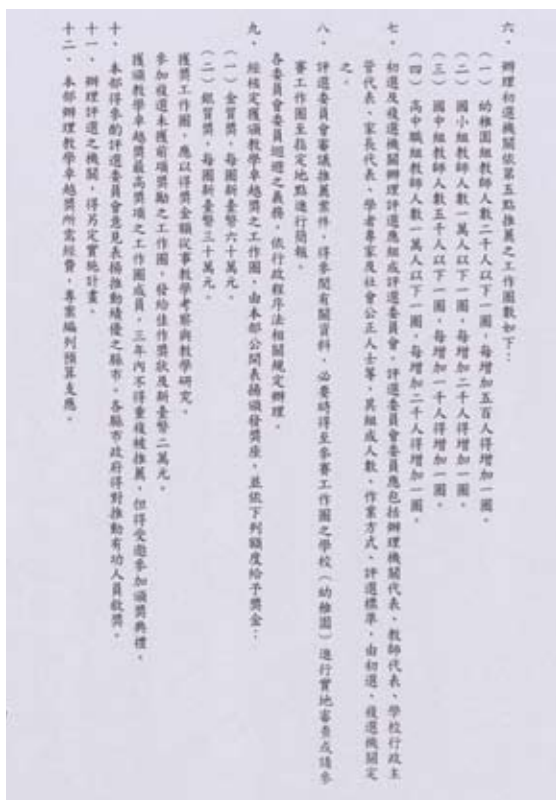 六、辦理初選機關依第五點推薦之工作團數如下：
（一）幼稚園組教師人數二千人以下一團，每增加五百人得增加一團。
（二）國小組教師人數一萬人以下一團，每增加二千人得增加一團。
（三）國中組教師人數五千人以下一團，每增加一千人得增加一團。
（四）高中職組教師人數一萬人以下一團，每增加二千人得增加一團。
七、初選及複選機關辦理評選應組成評選委員會，評選委員會委員應包括辦理機關代表、教師代表、學校行政主
管代表、家長代表、學者專家及社會公正人士等，其組成人數、作業方式、評選標準，由初選、複選機關定
之。
八、評選委員會審議推薦案件，得參閱有關資料，必要時得至參賽工作團之學校（幼稚園）進行實地審查或請參
賽工作團至指定地點進行簡報。
各委員會委員迴避之義務，依行政程序法相關規定辦理。
九、經核定獲頒教學卓越獎之工作團，由本部公開表揚頒發獎座，並依下列額度給予獎金：
（一）金質獎，每團新臺幣六十萬元。
（二）銀質獎，每團新臺幣三十萬元。
獲獎工作團，應以得獎金額從事教學考察與教學研究。
參加複選未獲前項獎勵之工作團，發給佳作獎狀及新臺幣二萬元。
獲頒教學卓越獎最高獎項之工作團成員，三年內不得重複被推薦，但得受邀參加頒獎典禮。
十、本部得參酌評選委員會意見表揚推動績優之縣市，各縣市政府得對推動有功人員敘獎。
十一、辦理評選之機關，得另定實施計畫。
十二、本部辦理教學卓越獎所需經費，專案編列預算支應。